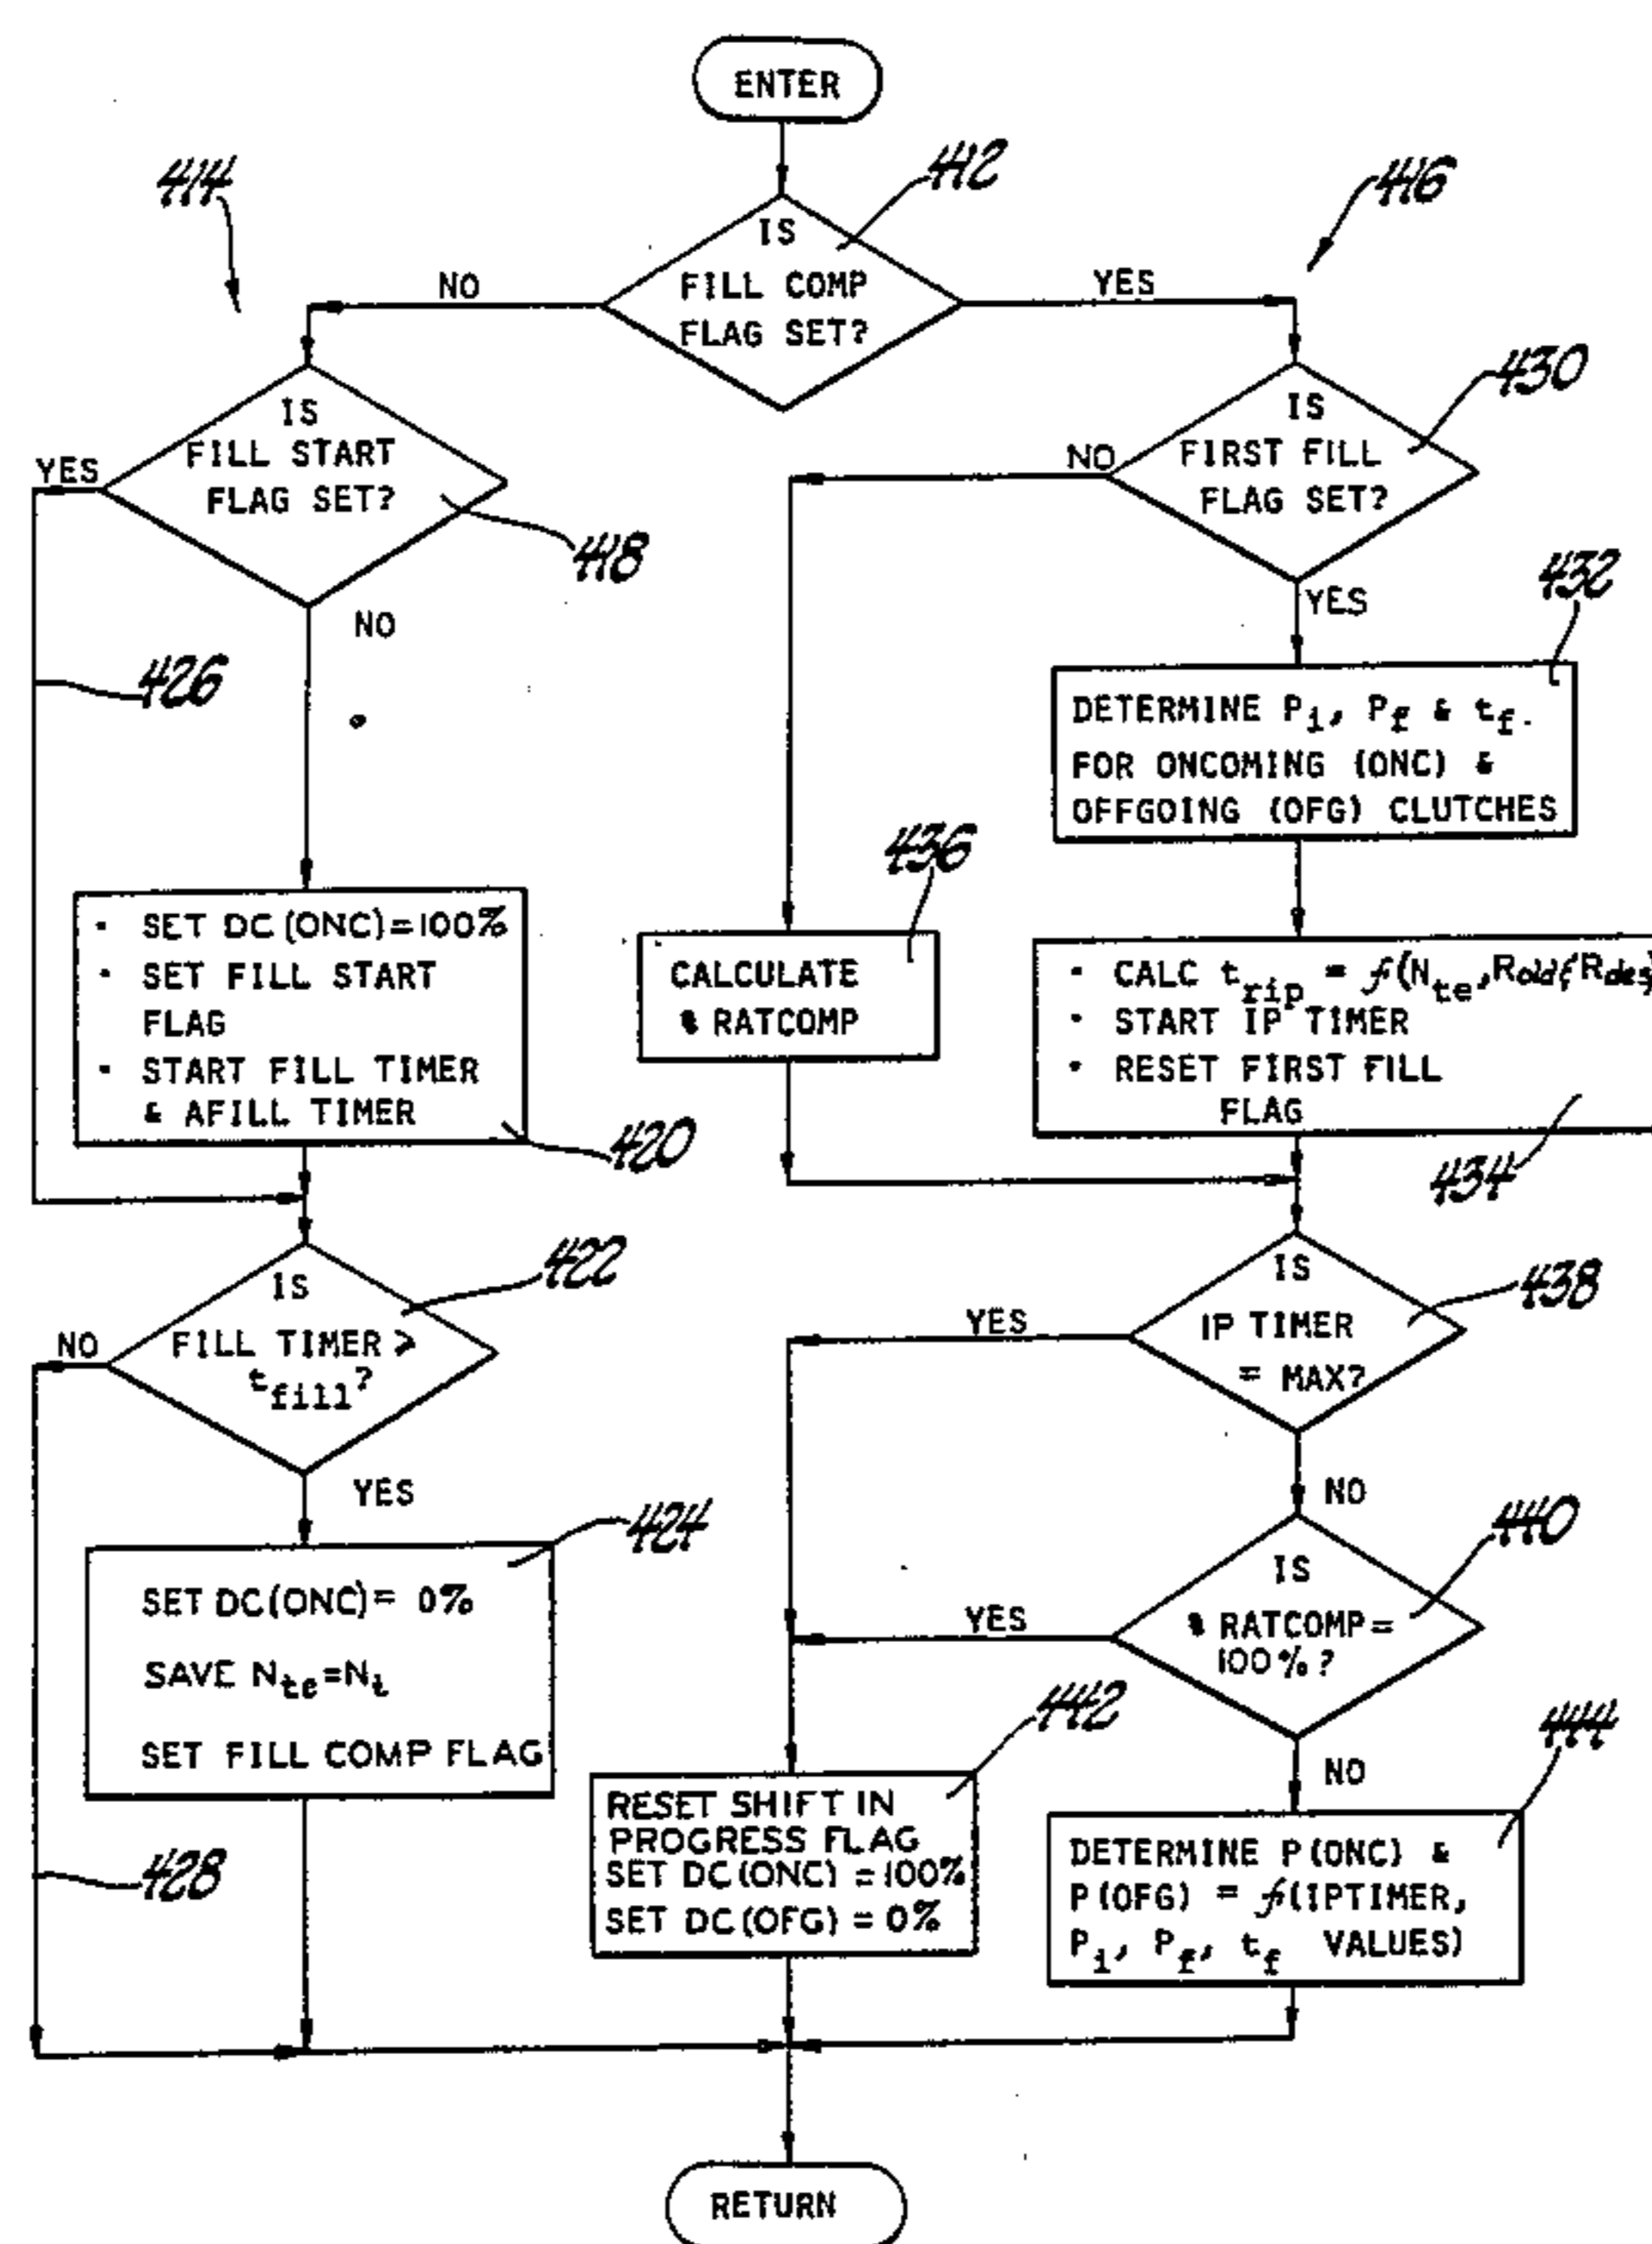 ENTER
412
414
416
IS
FILL COMP
FLAG SET?
NO
YES
IS
FILL START
FLAG SET?
YES
418
NO
426
IS
FIRST FILL
FLAG SET?
430
NO
YES
432
DETERMINE Pi, Pf & tf.
FOR ONCOMING (ONC) &
OFFGOING (OFG) CLUTCHES
436
CALCULATE
% RATCOMP
• SET DC(ONC)=100%
• SET FILL START
FLAG
• START FILL TIMER
& AFILL TIMER
420
• CALC trip = f(Nte, Rold, Rdes)
• START IP TIMER
• RESET FIRST FILL
FLAG
434
IS
FILL TIMER ≥
tfill?
422
NO
YES
IS
IP TIMER
= MAX?
438
YES
NO
424
SET DC(ONC)= 0%
SAVE Nte=Nt
SET FILL COMP FLAG
428
IS
% RATCOMP=
100%?
440
YES
NO
442
RESET SHIFT IN
PROGRESS FLAG
SET DC(ONC) =100%
SET DC(OFG) = 0%
444
DETERMINE P(ONC) &
P(OFG) = f(IPTIMER,
Pi, Pf, tf VALUES)
RETURN